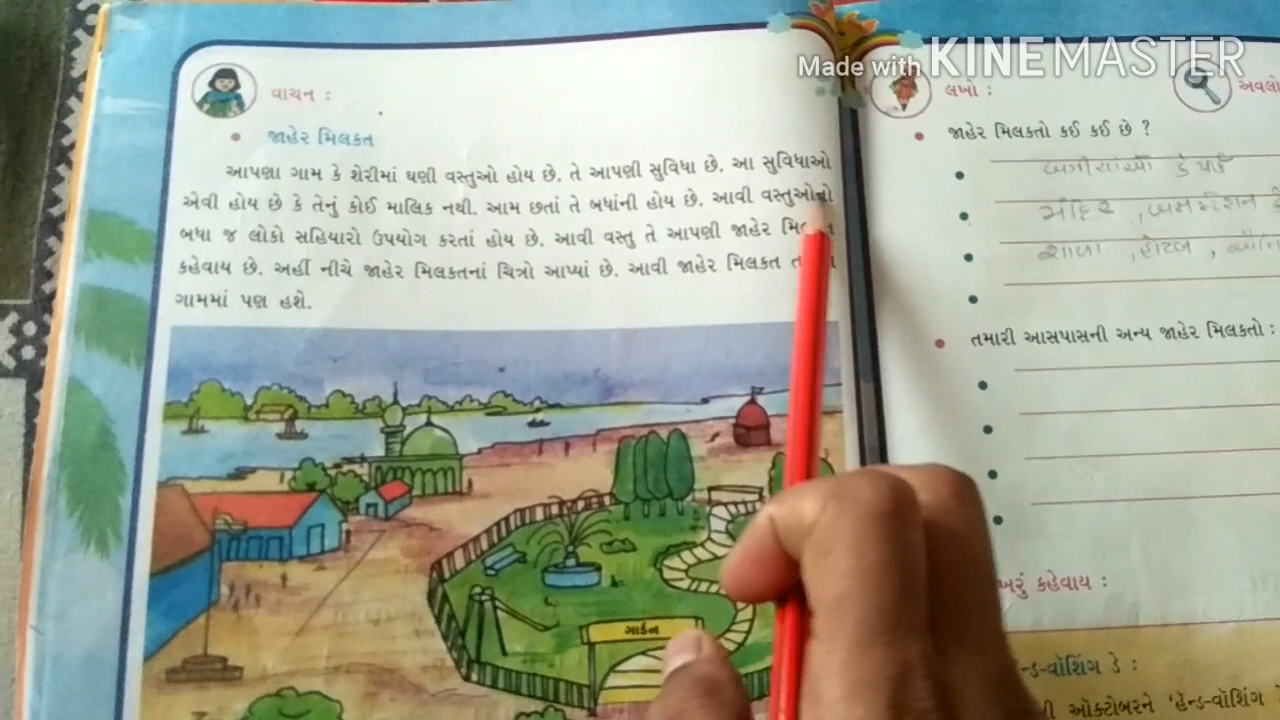 Made with KINEMASTER
વાચન :
• જાહેર મિલકત
આપણા ગામ કે શેરીમાં ઘણી વસ્તુઓ હોય છે. તે આપણી સુવિધા છે. આ સુવિધાઓ
એવી હોય છે કે તેનું કોઈ માલિક નથી. આમ છતાં તે બધાંની હોય છે. આવી વસ્તુઓનો
બધા જ લોકો સહિયારો ઉપયોગ કરતાં હોય છે. આવી વસ્તુ તે આપણી જાહેર
કહેવાય છે. અહીં નીચે જાહેર મિલકતનાં ચિત્રો આપ્યાં છે. આવી જાહેર મિલકત
ગામમાં પણ હશે.
ગાર્ડન
લખો :
• જાહેર મિલકતો કઈ કઈ છે ?
મંદિર
શાળા , હોટલ ,
• તમારી આસપાસની અન્ય જાહેર મિલકતો :
કહેવાય :
ડે :
ઑક્ટોબરને 'હૅન્ડ-વૉશિંગ